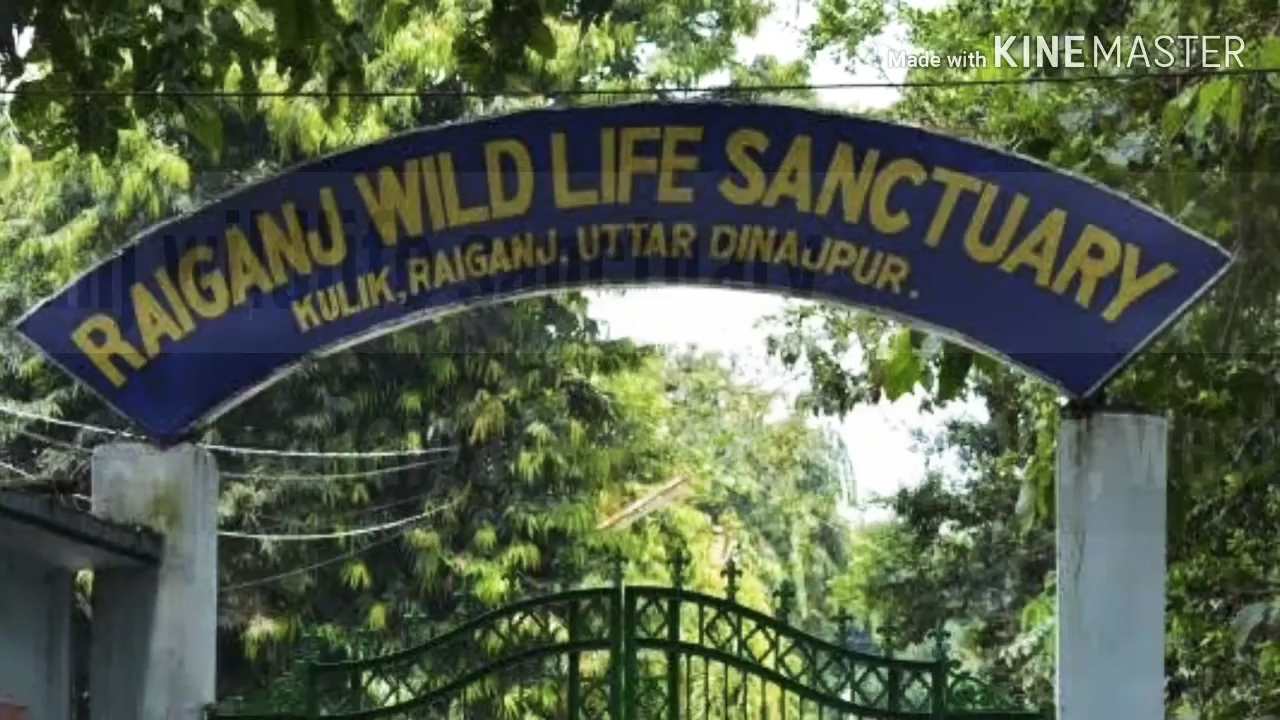 Made with KINEMASTER
RAIGANJ WILD LIFE SANCTUARY
KULIK, RAIGANJ. UTTAR DINAJPUR.